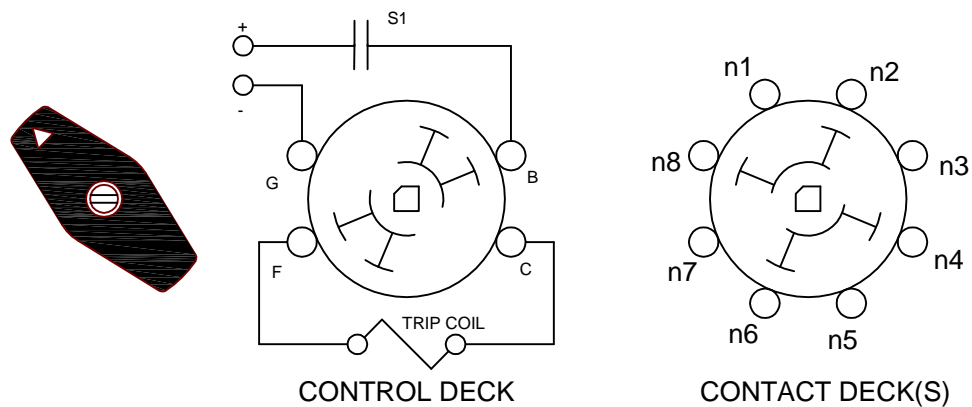 S1
+
-
G
B
F
C
TRIP COIL
CONTROL DECK
n1
n2
n8
n3
n7
n4
n6
n5
CONTACT DECK(S)